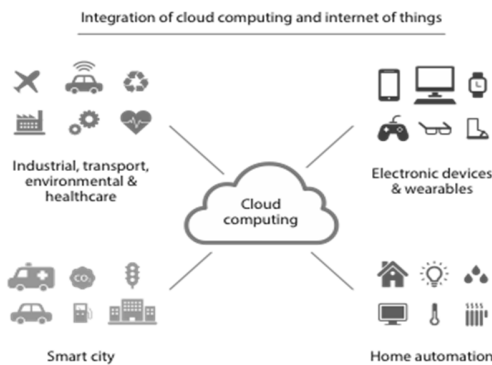 Integration of cloud computing and internet of things
Industrial, transport,
environmental &
healthcare
Electronic devices
& wearables
Cloud
computing
CO₂
Smart city
Home automation